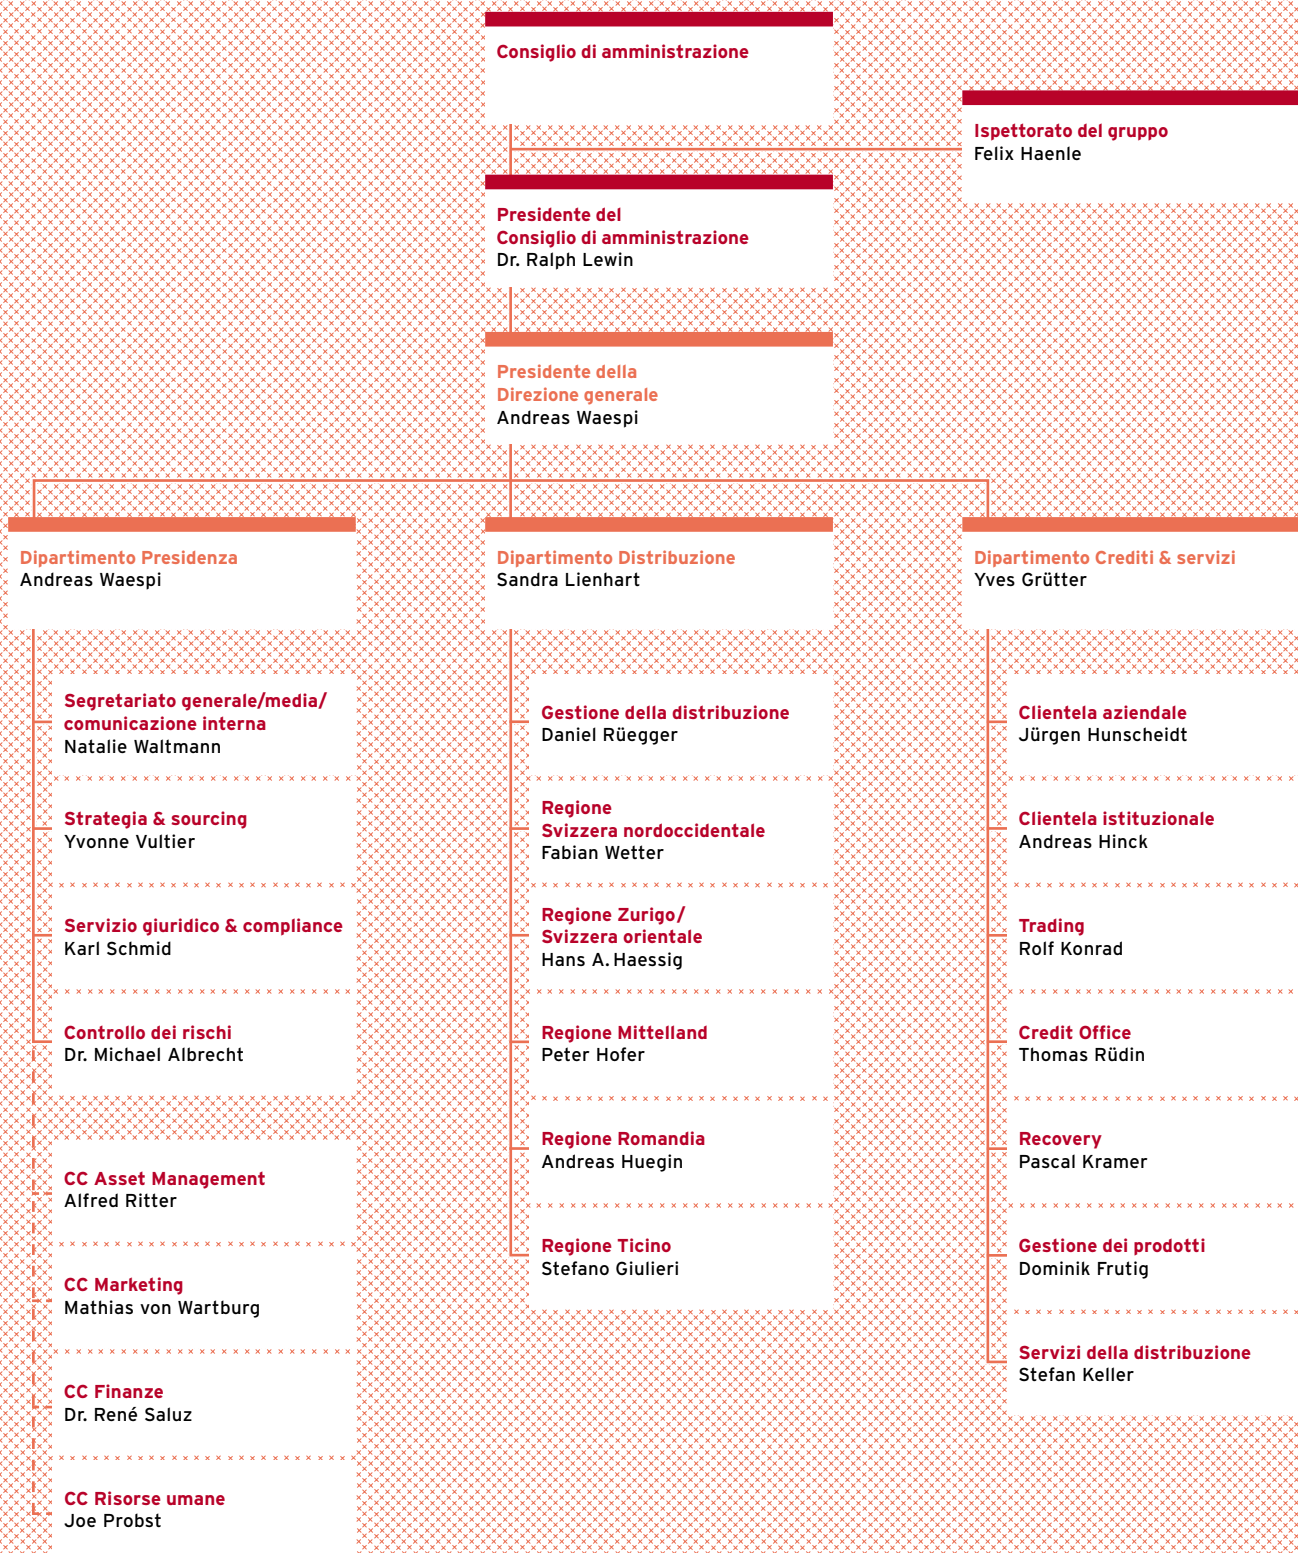 Consiglio di amministrazione
Ispettorato del gruppo
Felix Haenle
Presidente del
Consiglio di amministrazione
Dr. Ralph Lewin
Presidente della
Direzione generale
Andreas Waespi
Dipartimento Presidenza
Andreas Waespi
Segretariato generale/media/
comunicazione interna
Natalie Waltmann
Strategia & sourcing
Yvonne Vultier
Servizio giuridico & compliance
Karl Schmid
Controllo dei rischi
Dr. Michael Albrecht
CC Asset Management
Alfred Ritter
CC Marketing
Mathias von Wartburg
CC Finanze
Dr. René Saluz
CC Risorse umane
Joe Probst
Dipartimento Distribuzione
Sandra Lienhart
Gestione della distribuzione
Daniel Rüegger
Regione
Svizzera nordoccidentale
Fabian Wetter
Regione Zurigo/
Svizzera orientale
Hans A. Haessig
Regione Mittelland
Peter Hofer
Regione Romandia
Andreas Huegin
Regione Ticino
Stefano Giulieri
Dipartimento Crediti & servizi
Yves Grütter
Clientela aziendale
Jürgen Hunscheidt
Clientela istituzionale
Andreas Hinck
Trading
Rolf Konrad
Credit Office
Thomas Rüdin
Recovery
Pascal Kramer
Gestione dei prodotti
Dominik Frutig
Servizi della distribuzione
Stefan Keller